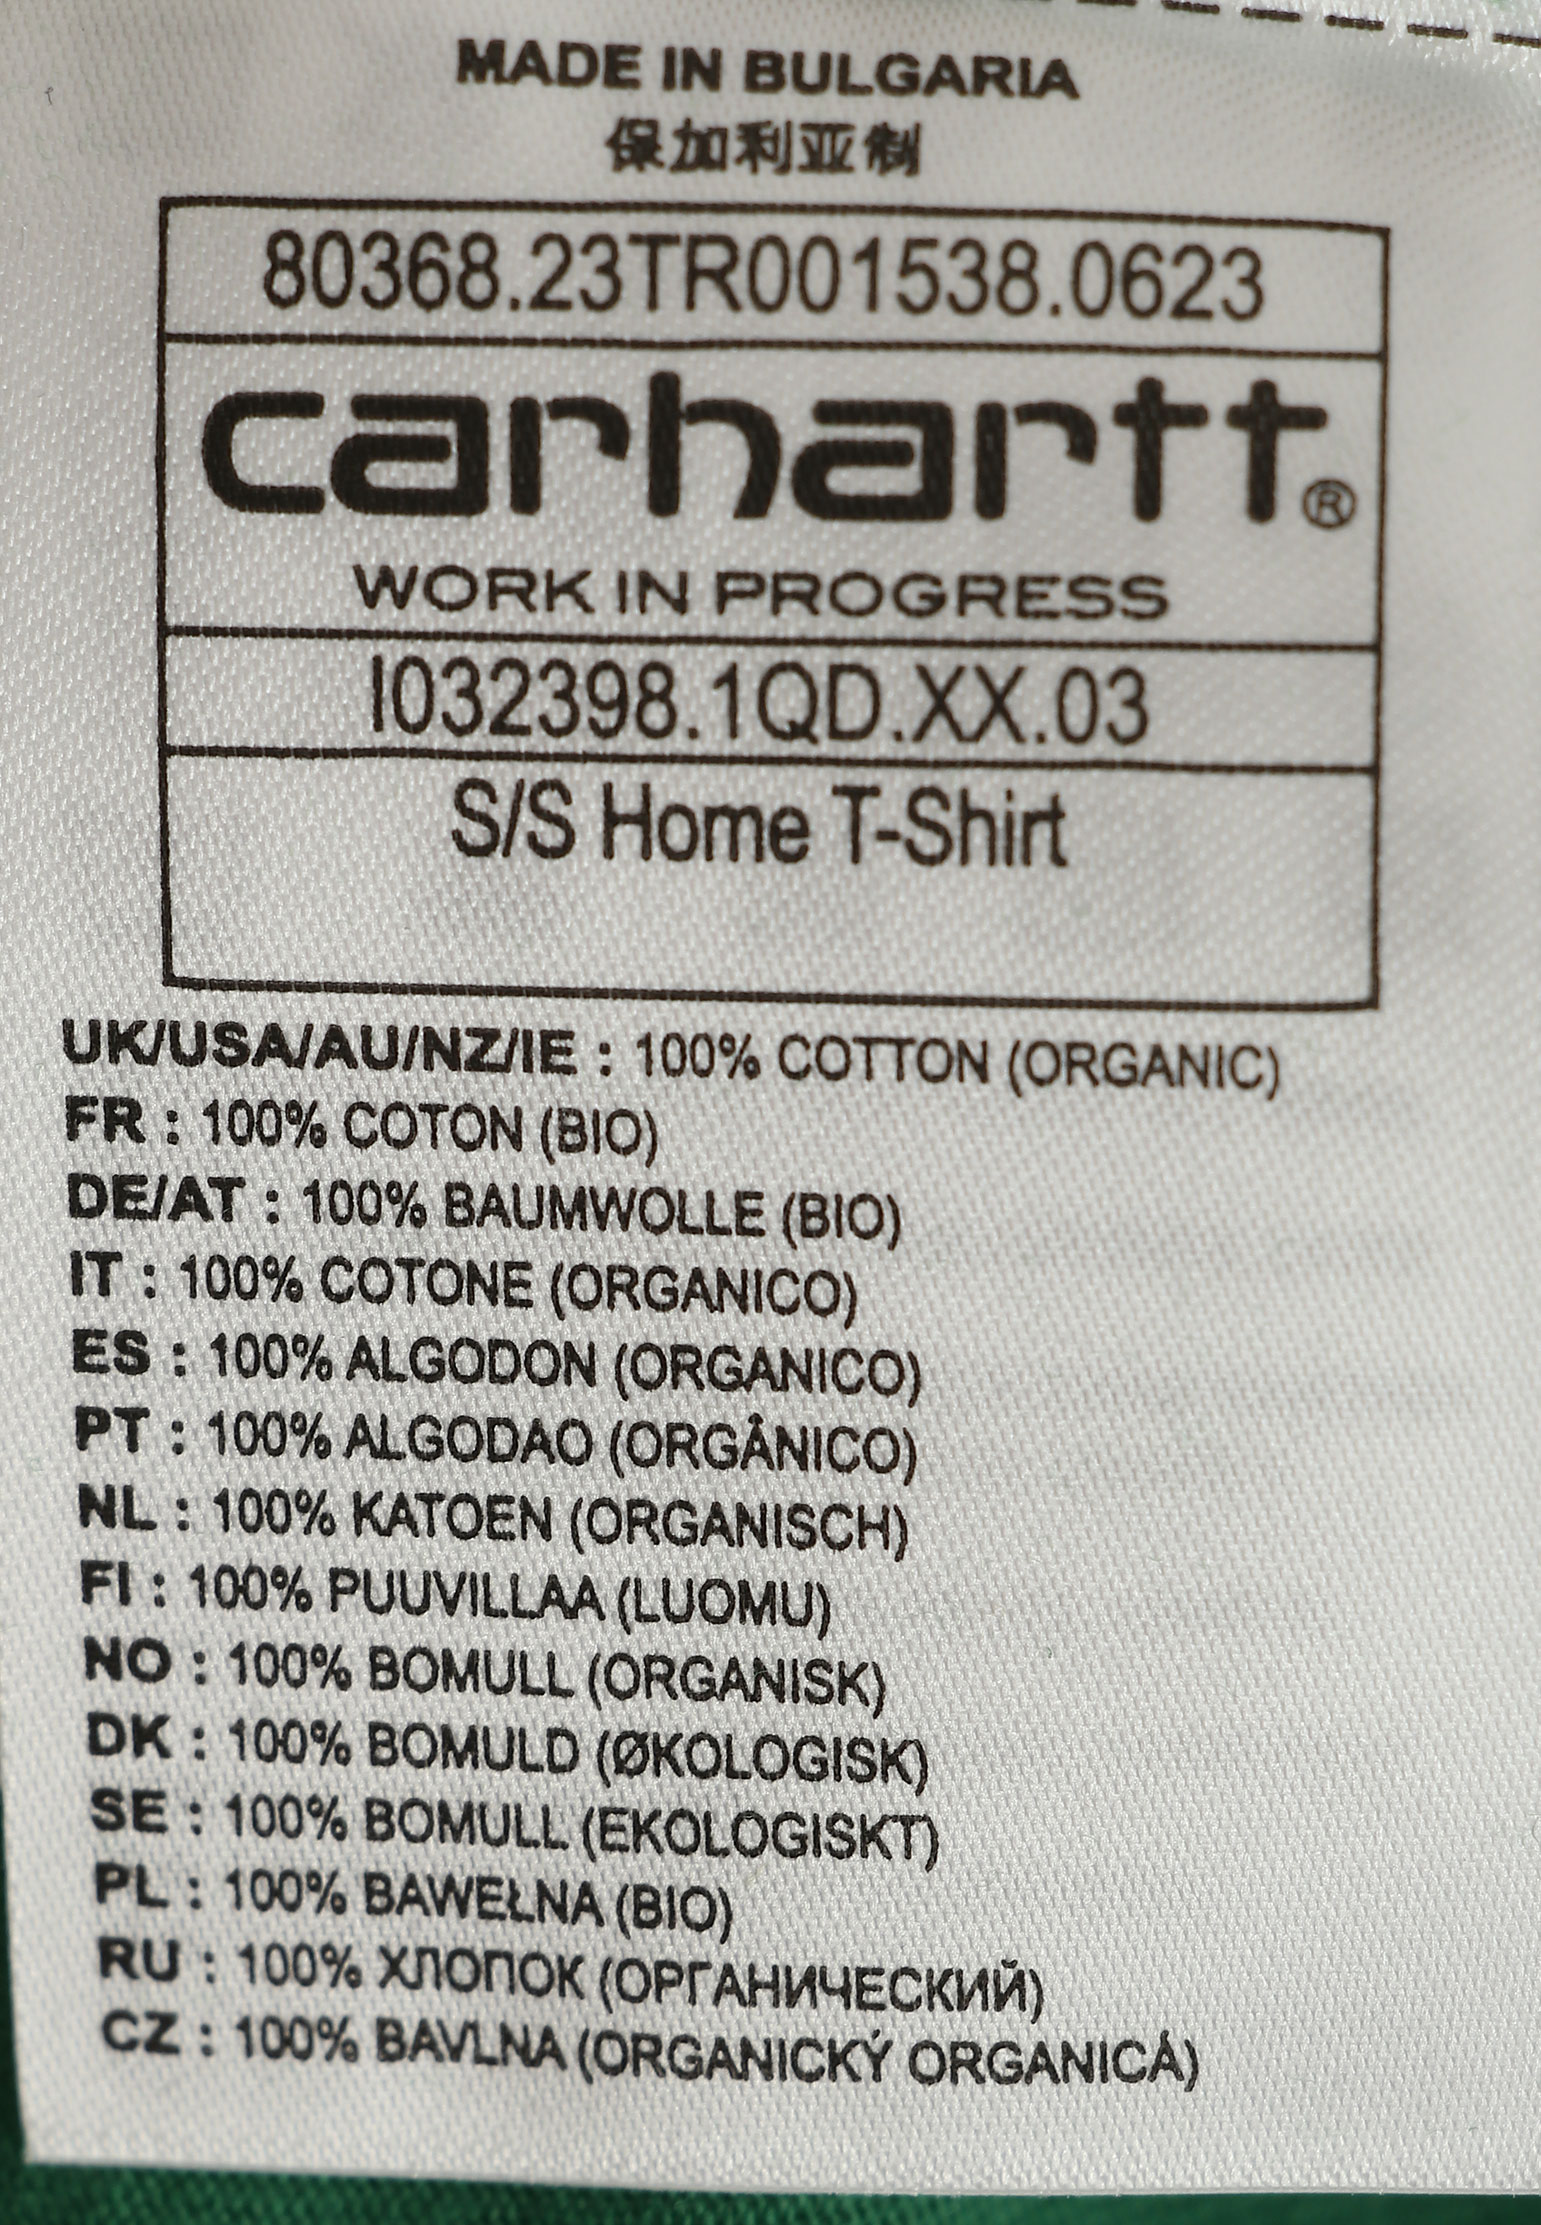 MADE IN BULGARIA
保加利亚制
80368.23TR001538.0623
carhartt®
WORK IN PROGRESS
I032398.1QD.XX.03
S/S Home T-Shirt
UK/USA/AU/NZ/IE : 100% COTTON (ORGANIC)
FR : 100% COTON (BIO)
DE/AT : 100% BAUMWOLLE (BIO)
IT : 100% COTONE (ORGANICO)
ES : 100% ALGODON (ORGANICO)
PT : 100% ALGODAO (ORGÂNICO)
NL : 100% KATOEN (ORGANISCH)
FI : 100% PUUVILLAA (LUOMU)
NO : 100% BOMULL (ORGANISK)
DK : 100% BOMULD (ØKOLOGISK)
SE : 100% BOMULL (EKOLOGISKT)
PL : 100% BAWEŁNA (BIO)
RU : 100% ХЛОПОК (ОРГАНИЧЕСКИЙ)
CZ : 100% BAVLNA (ORGANICKÝ ORGANICÁ)